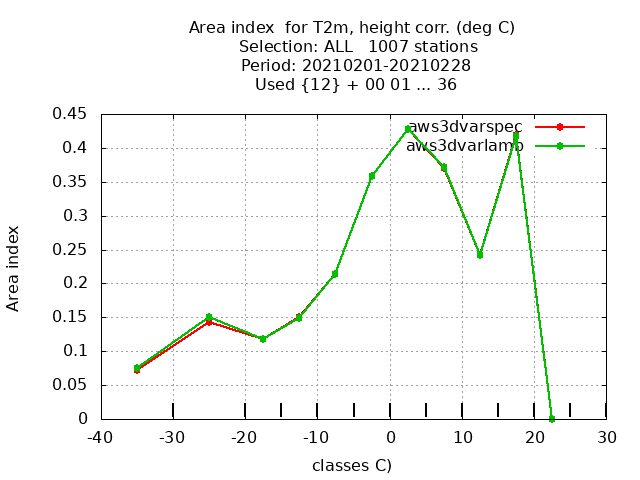 Area index  for T2m, height corr. (deg C)
Selection: ALL   1007 stations
Period: 20210201-20210228
Used {12} + 00 01 ... 36
0.45
0.4
0.35
0.3
0.25
0.2
0.15
0.1
0.05
0
Area index
aws3dvarspec
aws3dvarlamb
-40 -30 -20 -10 0 10 20 30
classes C)